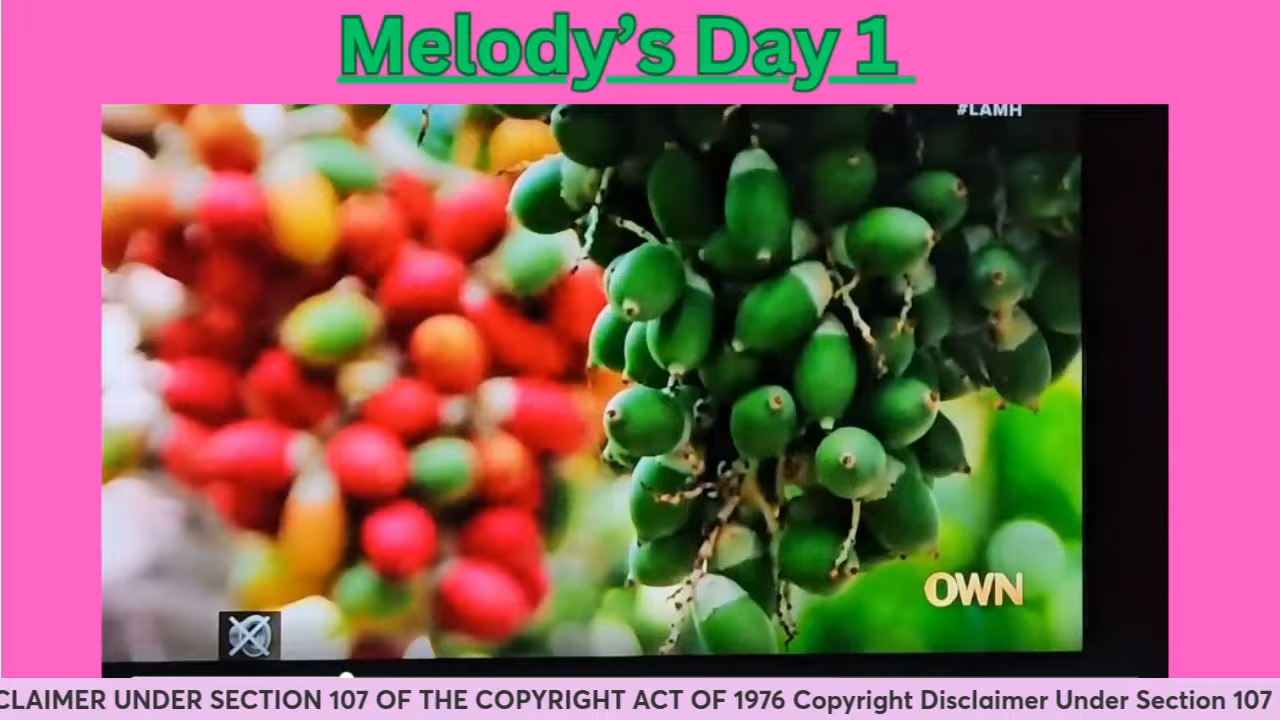 Melody's Day 1
#LAMH
OWN
CLAIMER UNDER SECTION 107 OF THE COPYRIGHT ACT OF 1976 Copyright Disclaimer Under Section 107